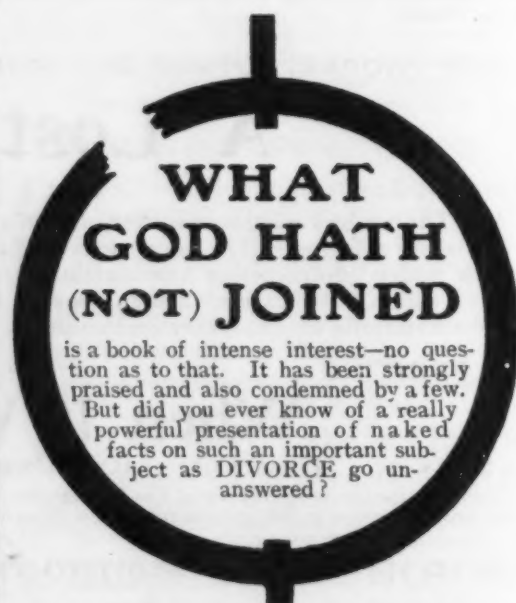 WHAT
GOD HATH
(NOT) JOINED
is a book of intense interest—no ques-
tion as to that. It has been strongly
praised and also condemned by a few.
But did you ever know of a really
powerful presentation of naked
facts on such an important sub-
ject as DIVORCE go un-
answered?